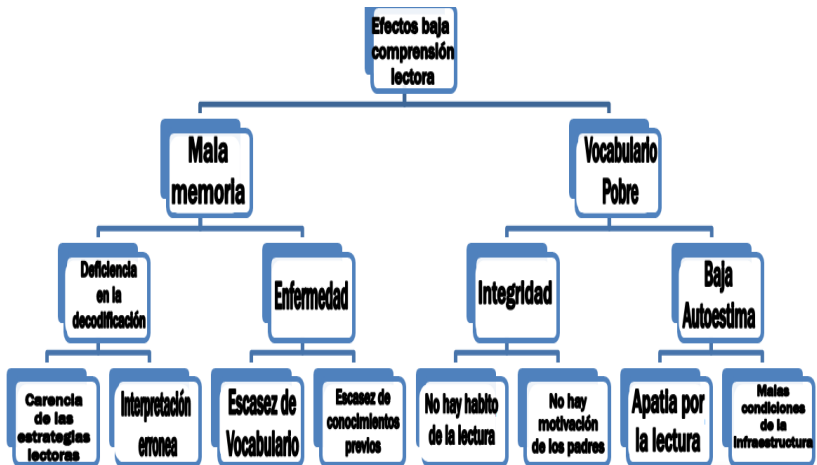 Efectos baja
comprensión
lectora
Mala
memoria
Vocabulario
Pobre
Deficiencia
en la
decodificación
Enfermedad
Integridad
Baja
Autoestima
Carencia
de las
estrategias
lectoras
Interpretación
erronea
Escasez de
Vocabulario
Escasez de
conocimientos
previos
No hay habito
de la lectura
No hay
motivación
de los padres
Apatia por
la lectura
Malas
condiciones
de la
infraestructura